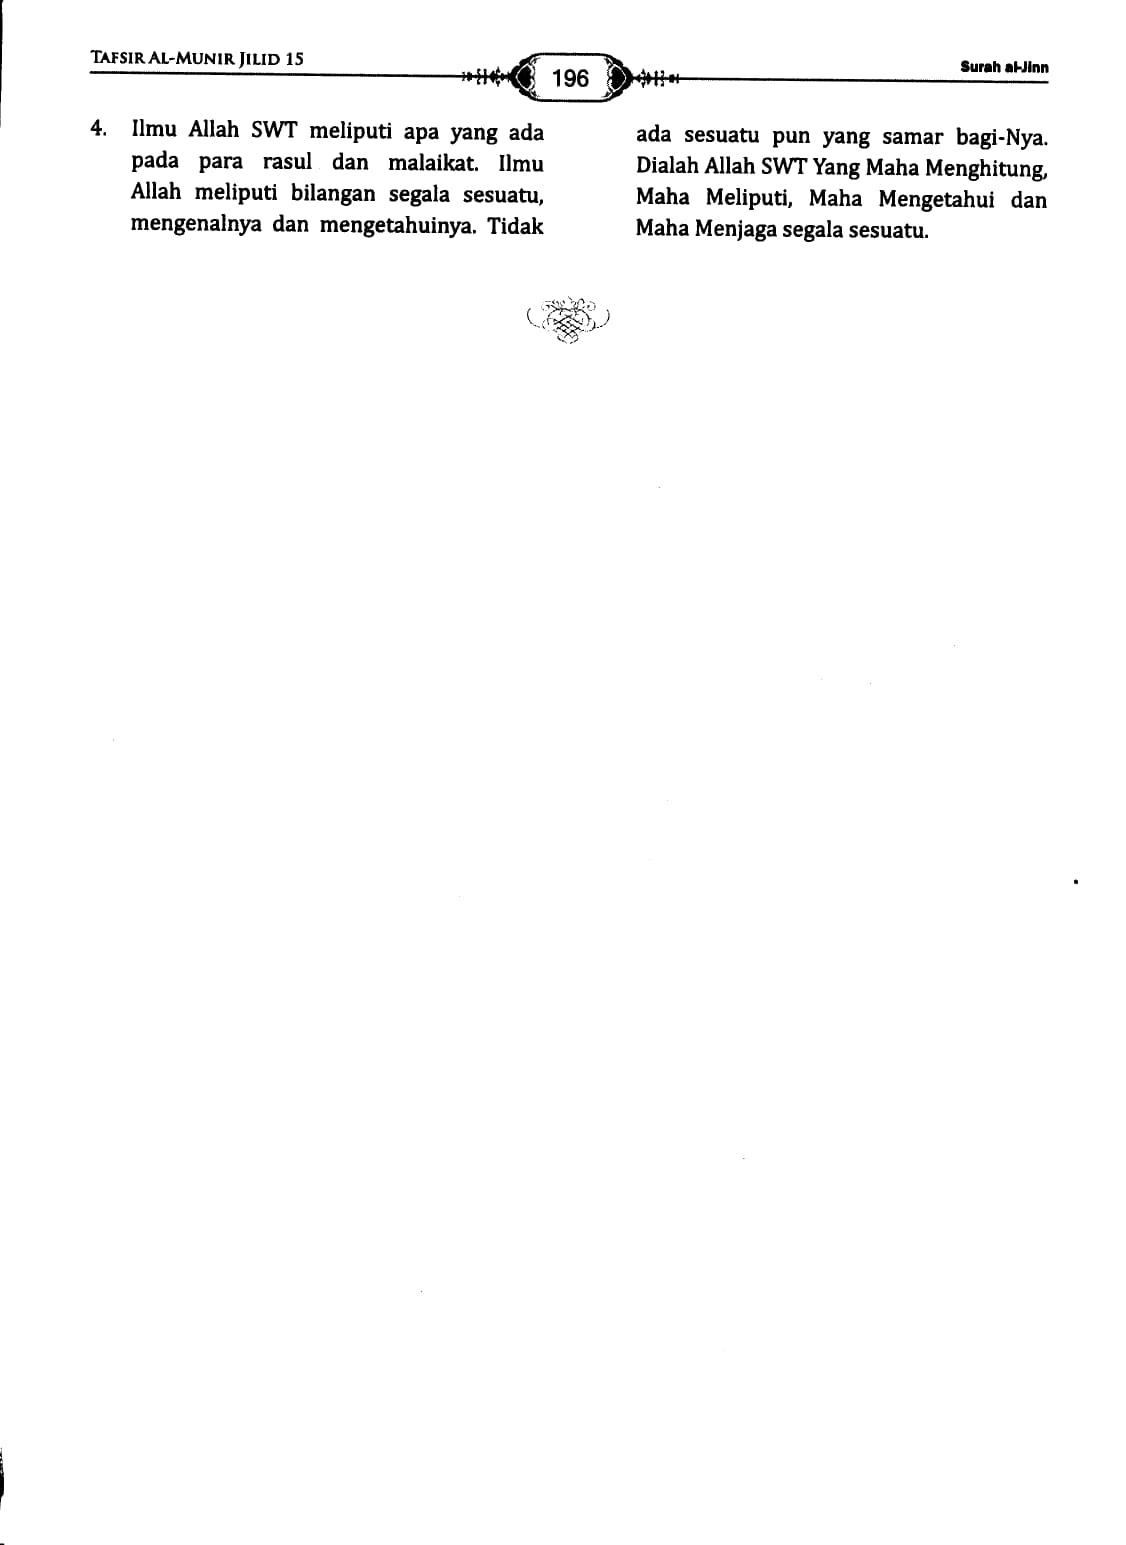 TAFSIR AL-MUNIR JILID 15
196
Surah al-Jinn
4. Ilmu Allah SWT meliputi apa yang ada
pada para rasul dan malaikat. Ilmu
Allah meliputi bilangan segala sesuatu,
mengenalnya dan mengetahuinya. Tidak
ada sesuatu pun yang samar bagi-Nya.
Dialah Allah SWT Yang Maha Menghitung,
Maha Meliputi, Maha Mengetahui dan
Maha Menjaga segala sesuatu.